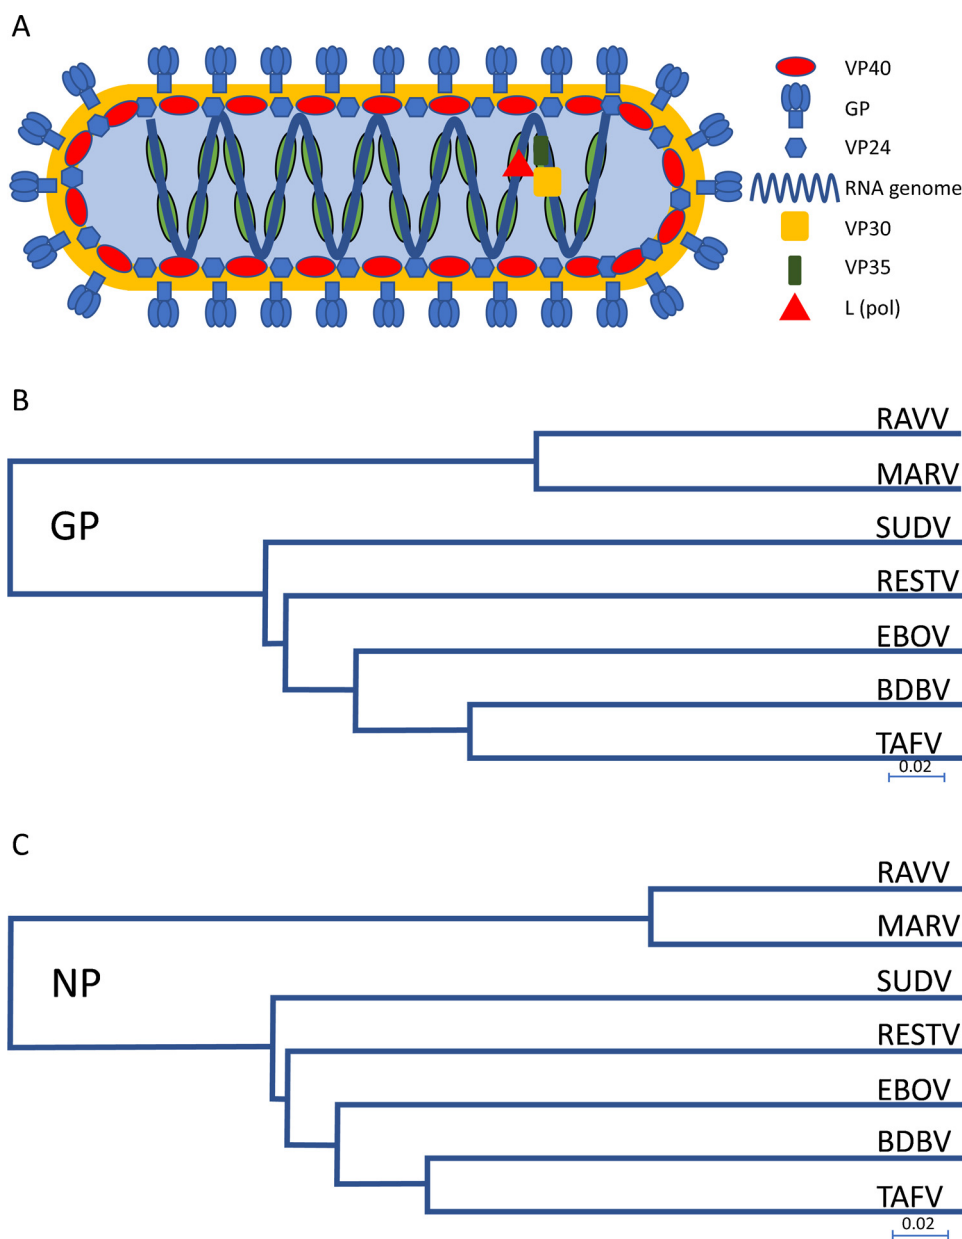 A
VP40
GP
VP24
RNA genome
VP30
VP35
L (pol)
B
RAVV
MARV
GP
SUDV
RESTV
EBOV
BDBV
TAFV
0.02
C
RAVV
MARV
NP
SUDV
RESTV
EBOV
BDBV
TAFV
0.02